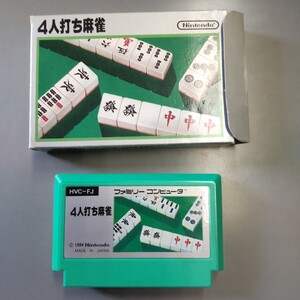 4人打ち麻雀
Nintendo
HVC-FJ
ファミリー コンピュータ
4人打ち麻雀
© 1984 Nintendo
MADE IN JAPAN